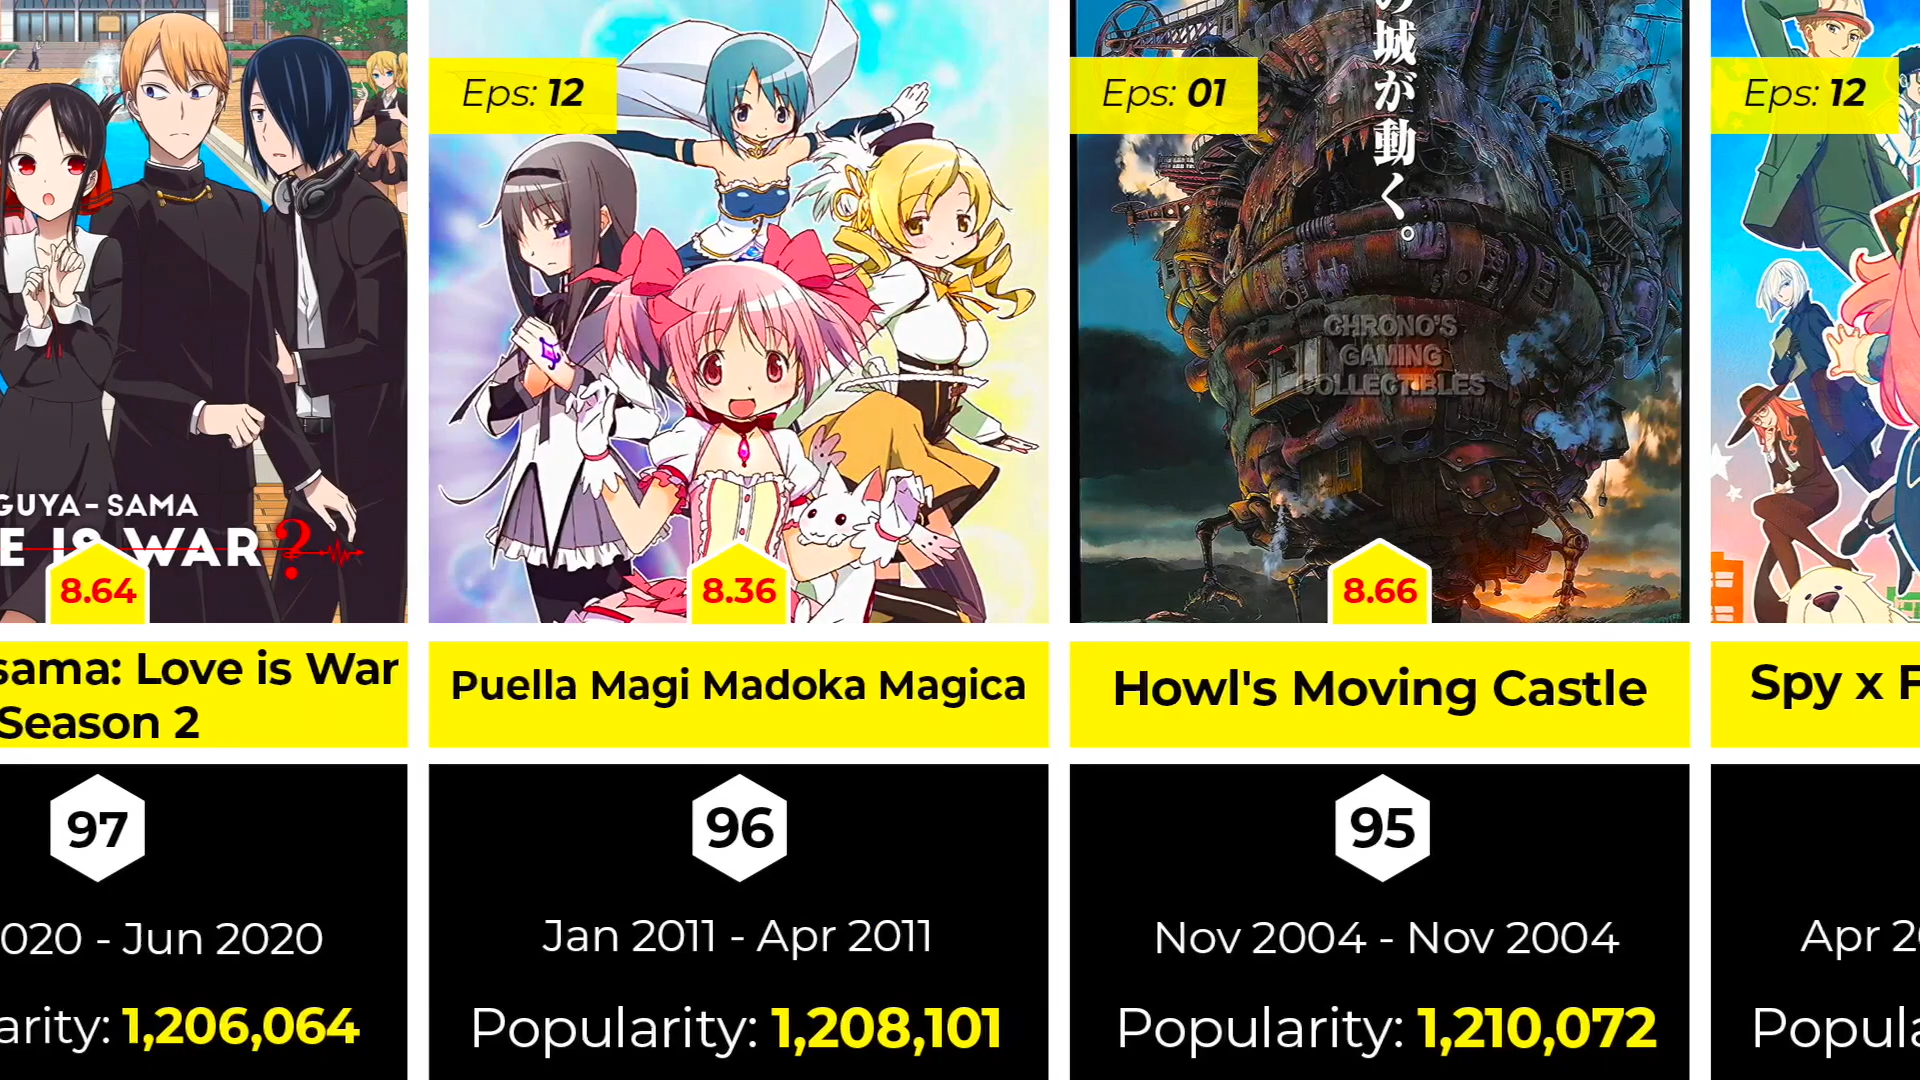 GUYA-SAMA
E IS WAR?
8.64
sama: Love is War
Season 2
97
020 - Jun 2020
arity: 1,206,064
Eps: 12
8.36
Puella Magi Madoka Magica
96
Jan 2011 - Apr 2011
Popularity: 1,208,101
Eps: 01
の城が動く。
CHRONO'S
GAMING
COLLECTIBLES
8.66
Howl's Moving Castle
95
Nov 2004 - Nov 2004
Popularity: 1,210,072
Eps: 12
Spy x F
Apr 20
Popula